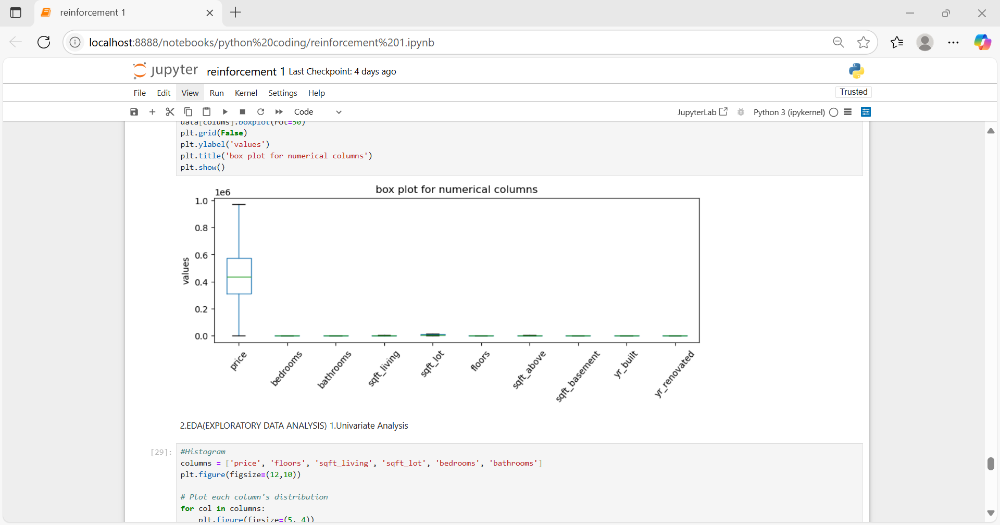 reinforcement 1
localhost:8888/notebooks/python%20coding/reinforcement%201.ipynb
jupyter reinforcement 1 Last Checkpoint: 4 days ago
File Edit View Run Kernel Settings Help
Trusted
Code
JupyterLab
Python 3 (ipykernel)
data[colums].boxplot(rot=50)
plt.grid(False)
plt.ylabel('values')
plt.title('box plot for numerical columns')
plt.show()
box plot for numerical columns
1e6
1.0
0.8
0.6
0.4
0.2
0.0
values
price
bedrooms
bathrooms
sqft_living
sqft_lot
floors
sqft_above
sqft_basement
yr_built
yr_renovated
2.EDA(EXPLORATORY DATA ANALYSIS) 1.Univariate Analysis
[29]:
#Histogram
columns = ['price', 'floors', 'sqft_living', 'sqft_lot', 'bedrooms', 'bathrooms']
plt.figure(figsize=(12,10))
# Plot each column's distribution
for col in columns:
plt.figure(figsize=(5, 4))